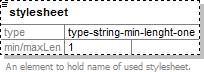 stylesheet
type type-string-min-lenght-one
min/maxLen 1
An element to hold name of used stylesheet.